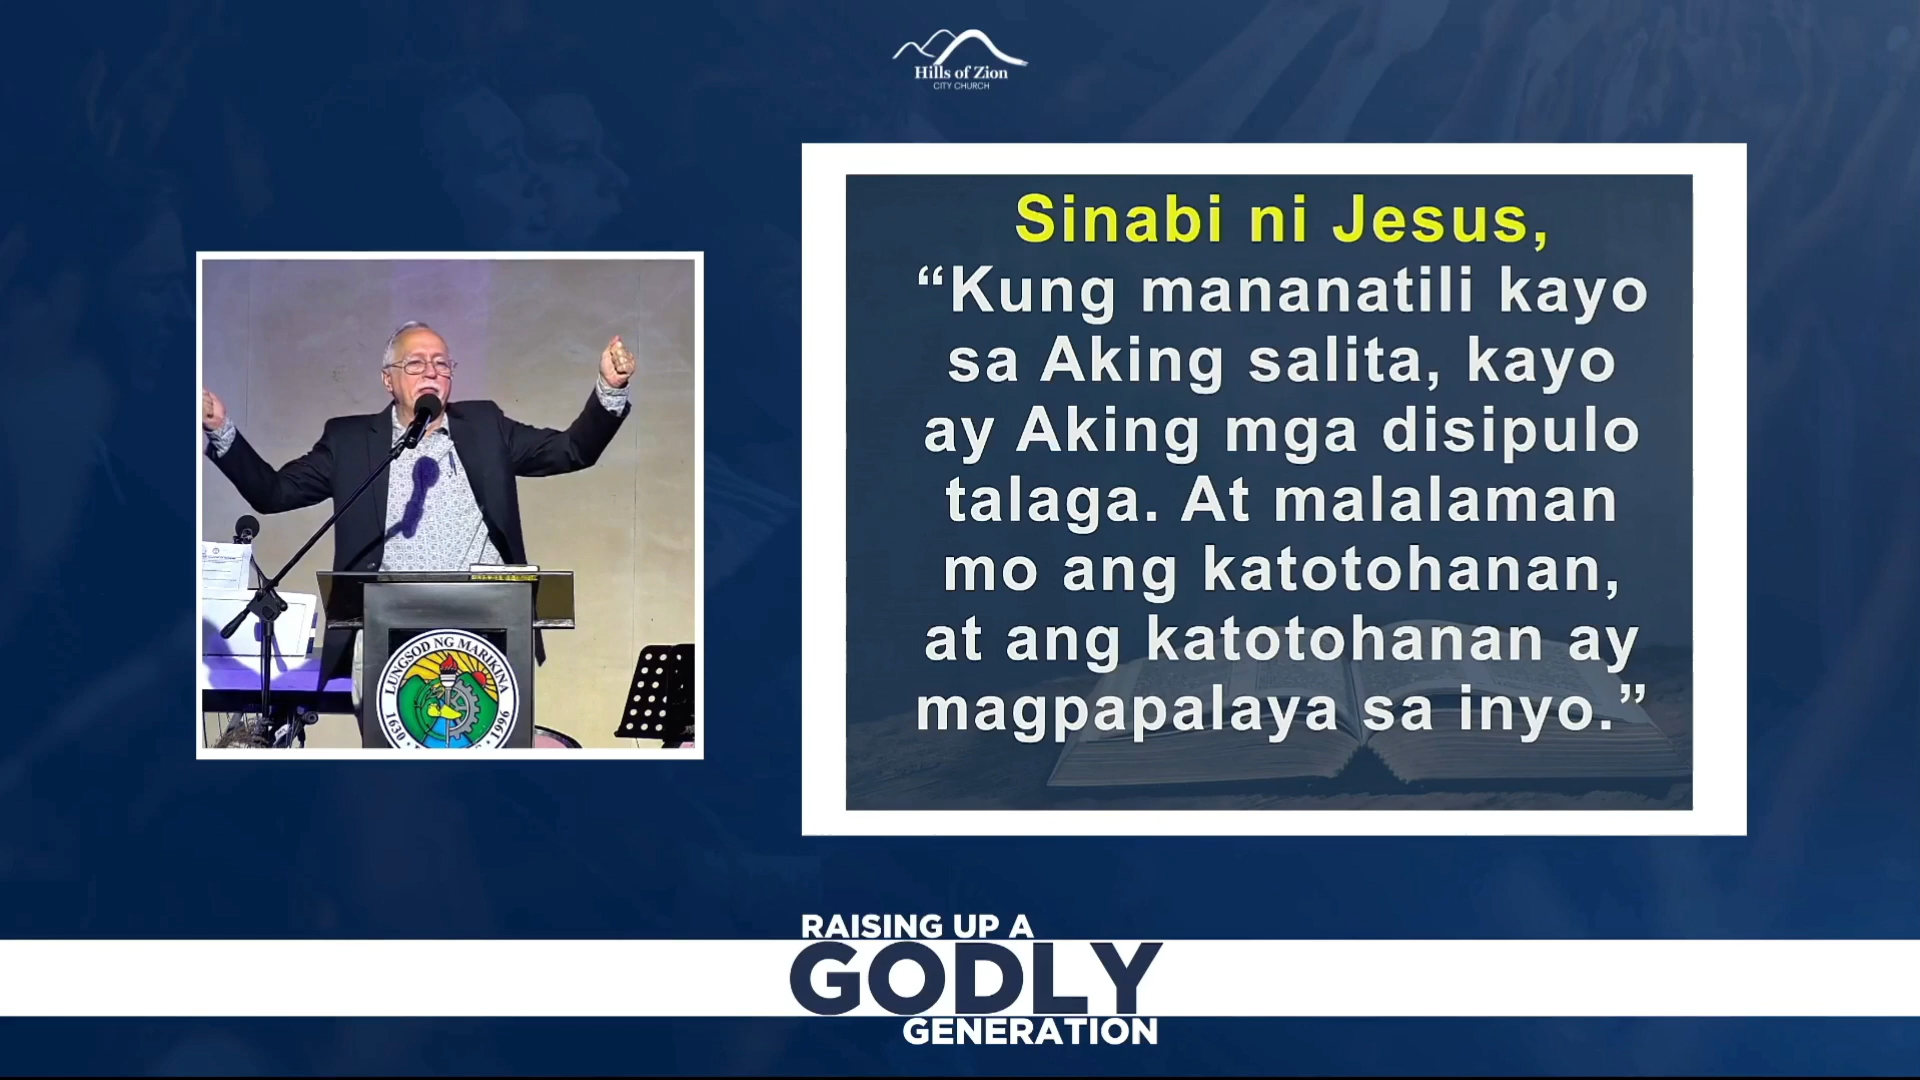 Hills of Zion
CITY CHURCH
Sinabi ni Jesus,
“Kung mananatili kayo
sa Aking salita, kayo
ay Aking mga disipulo
talaga. At malalaman
mo ang katotohanan,
at ang katotohanan ay
magpapalaya sa inyo.”
LUNGSOD NG MARIKINA
1630
1996
RAISING UP A
GODLY
GENERATION